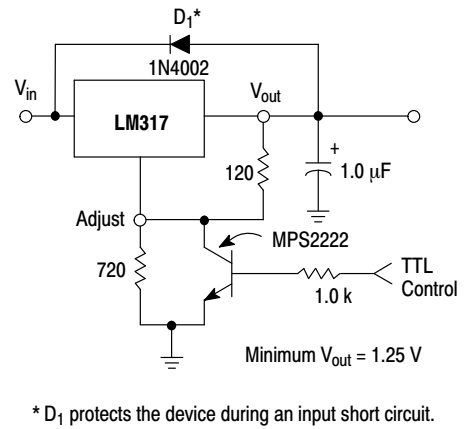 D1*
1N4002
Vin
Vout
LM317
+
120
1.0 μF
Adjust
MPS2222
720
TTL
Control
1.0 k
Minimum Vout = 1.25 V
* D1 protects the device during an input short circuit.